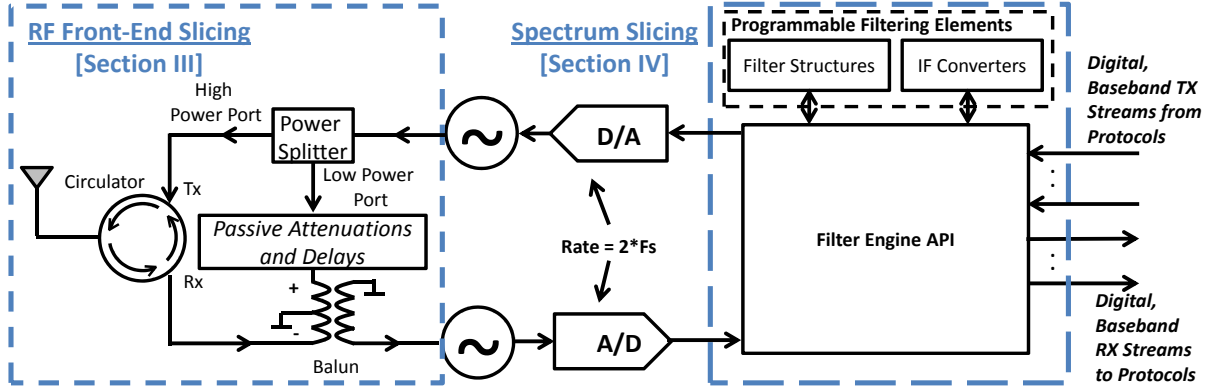 RF Front-End Slicing
[Section III]
High
Power Port
Power
Splitter
Low Power
Port
Circulator
Tx
Passive Attenuations
and Delays
Rx
+
-
Balun
Spectrum Slicing
[Section IV]
~
D/A
Rate = 2*Fs
~
A/D
Programmable Filtering Elements
Filter Structures
IF Converters
Filter Engine API
Digital,
Baseband TX
Streams from
Protocols
:
:
Digital,
Baseband
RX Streams
to Protocols